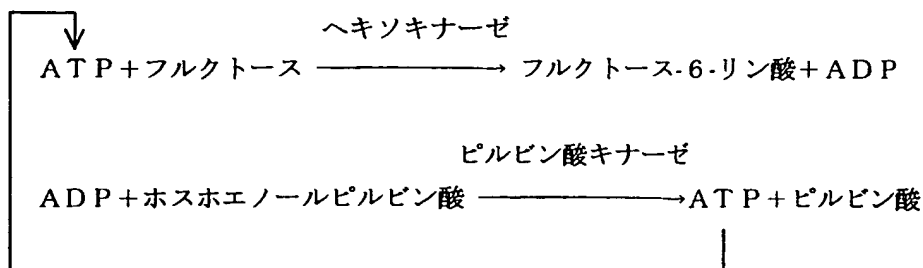 ヘキソキナーゼ
ATP+フルクトース → フルクトース-6-リン酸+ADP
ピルビン酸キナーゼ
ADP+ホスホエノールピルビン酸 → ATP+ピルビン酸